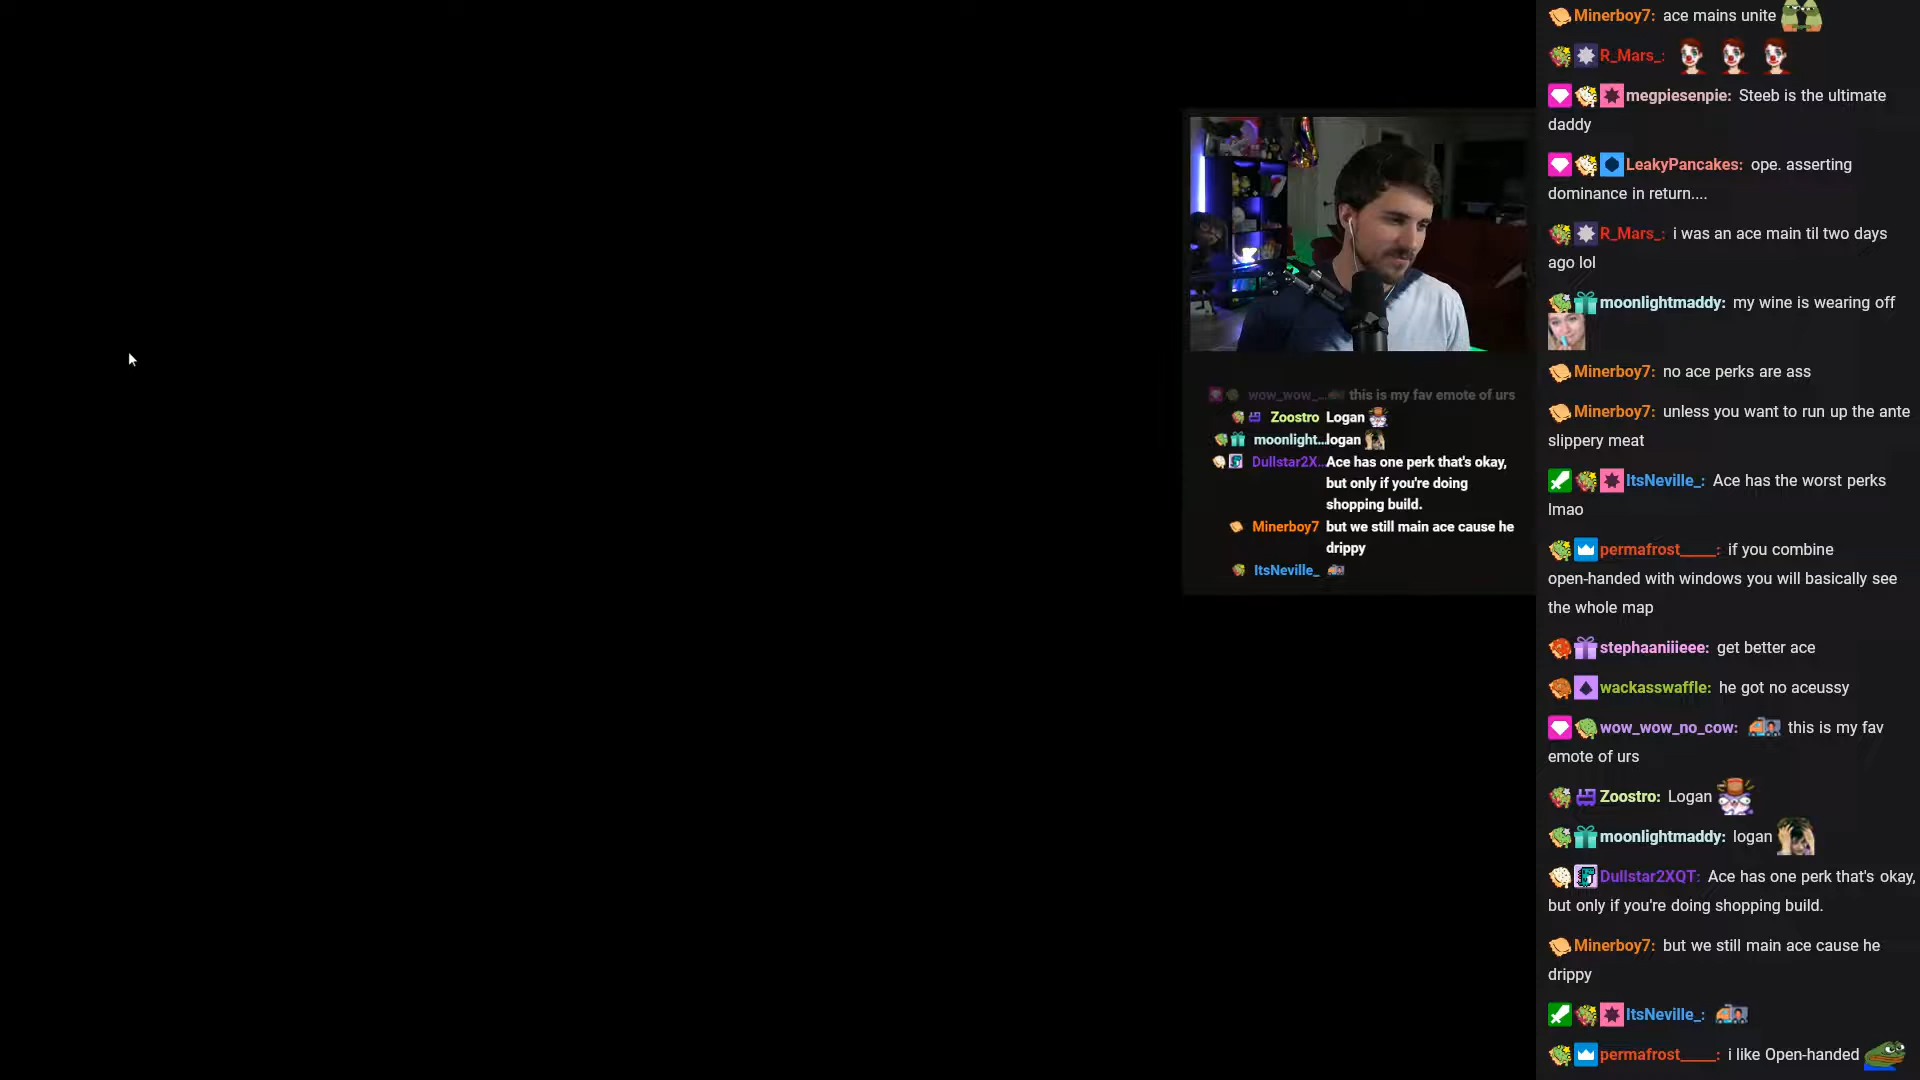 this is my fav emote of urs
Zoostro Logan
moonlight... logan
Dullstar2X... Ace has one perk that's okay,
but only if you're doing
shopping build.
Minerboy7 but we still main ace cause he
drippy
ItsNeville_
Minerboy7: ace mains unite
R_Mars_:
megpiesenpie: Steeb is the ultimate
daddy
LeakyPancakes: ope. asserting
dominance in return....
R_Mars_: i was an ace main til two days
ago lol
moonlightmaddy: my wine is wearing off
Minerboy7: no ace perks are ass
Minerboy7: unless you want to run up the ante
slippery meat
ItsNeville_: Ace has the worst perks
lmao
permafrost_____: if you combine
open-handed with windows you will basically see
the whole map
stephaaniiieee: get better ace
wackasswaffle: he got no aceussy
wow_wow_no_cow: this is my fav
emote of urs
Zoostro: Logan
moonlightmaddy: logan
Dullstar2XQT: Ace has one perk that's okay,
but only if you're doing shopping build.
Minerboy7: but we still main ace cause he
drippy
ItsNeville_:
permafrost_____: i like Open-handed